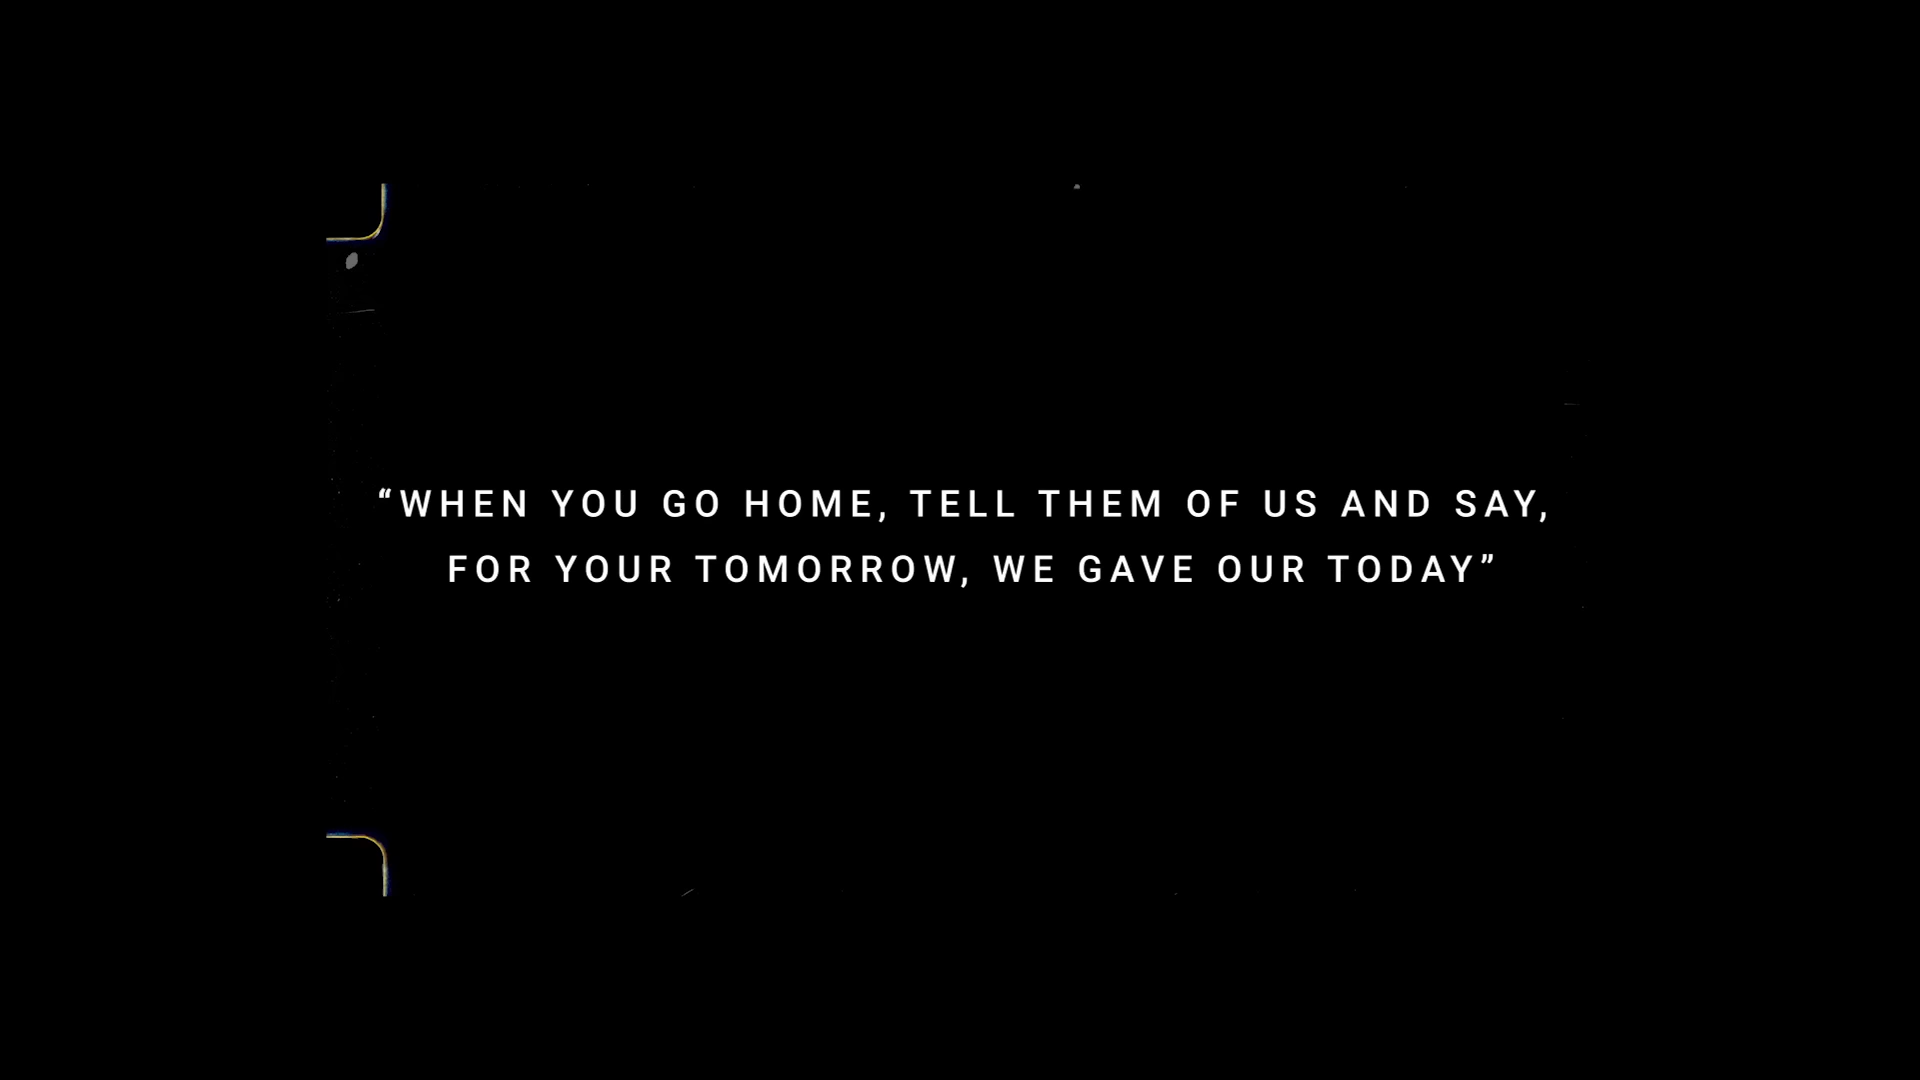 “WHEN YOU GO HOME, TELL THEM OF US AND SAY,
FOR YOUR TOMORROW, WE GAVE OUR TODAY”